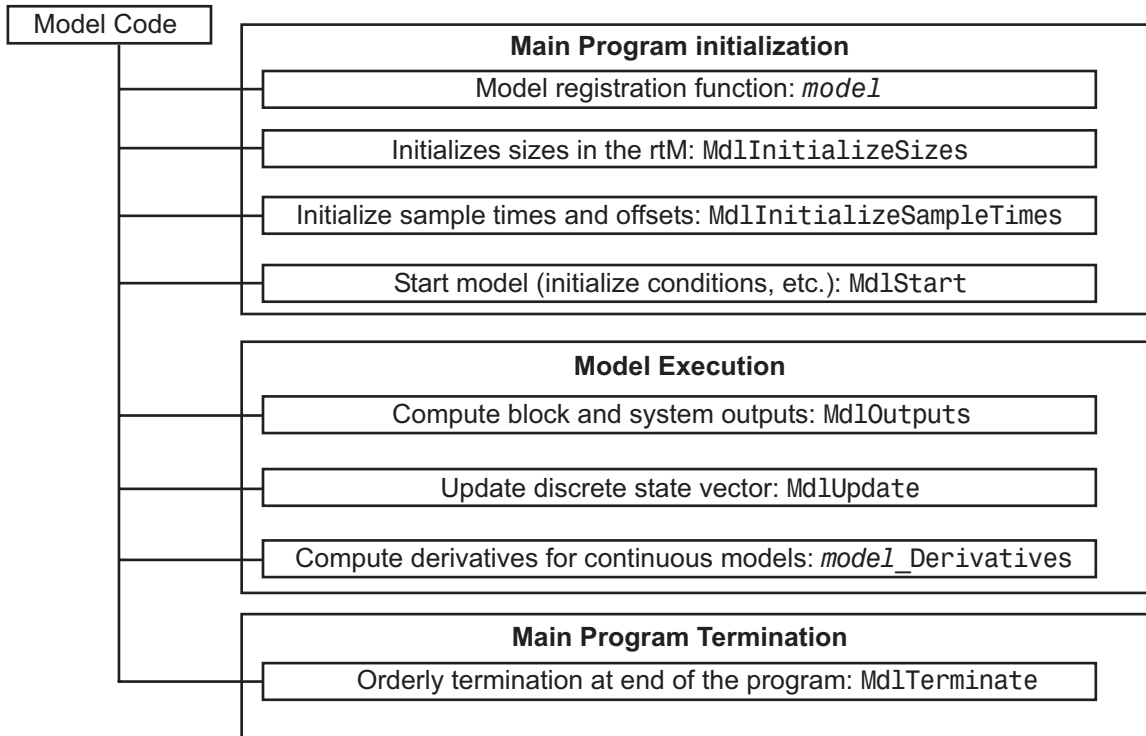 Model Code
Main Program initialization
Model registration function: model
Initializes sizes in the rtM: MdlInitializeSizes
Initialize sample times and offsets: MdlInitializeSampleTimes
Start model (initialize conditions, etc.): MdlStart
Model Execution
Compute block and system outputs: MdlOutputs
Update discrete state vector: MdlUpdate
Compute derivatives for continuous models: model_Derivatives
Main Program Termination
Orderly termination at end of the program: MdlTerminate